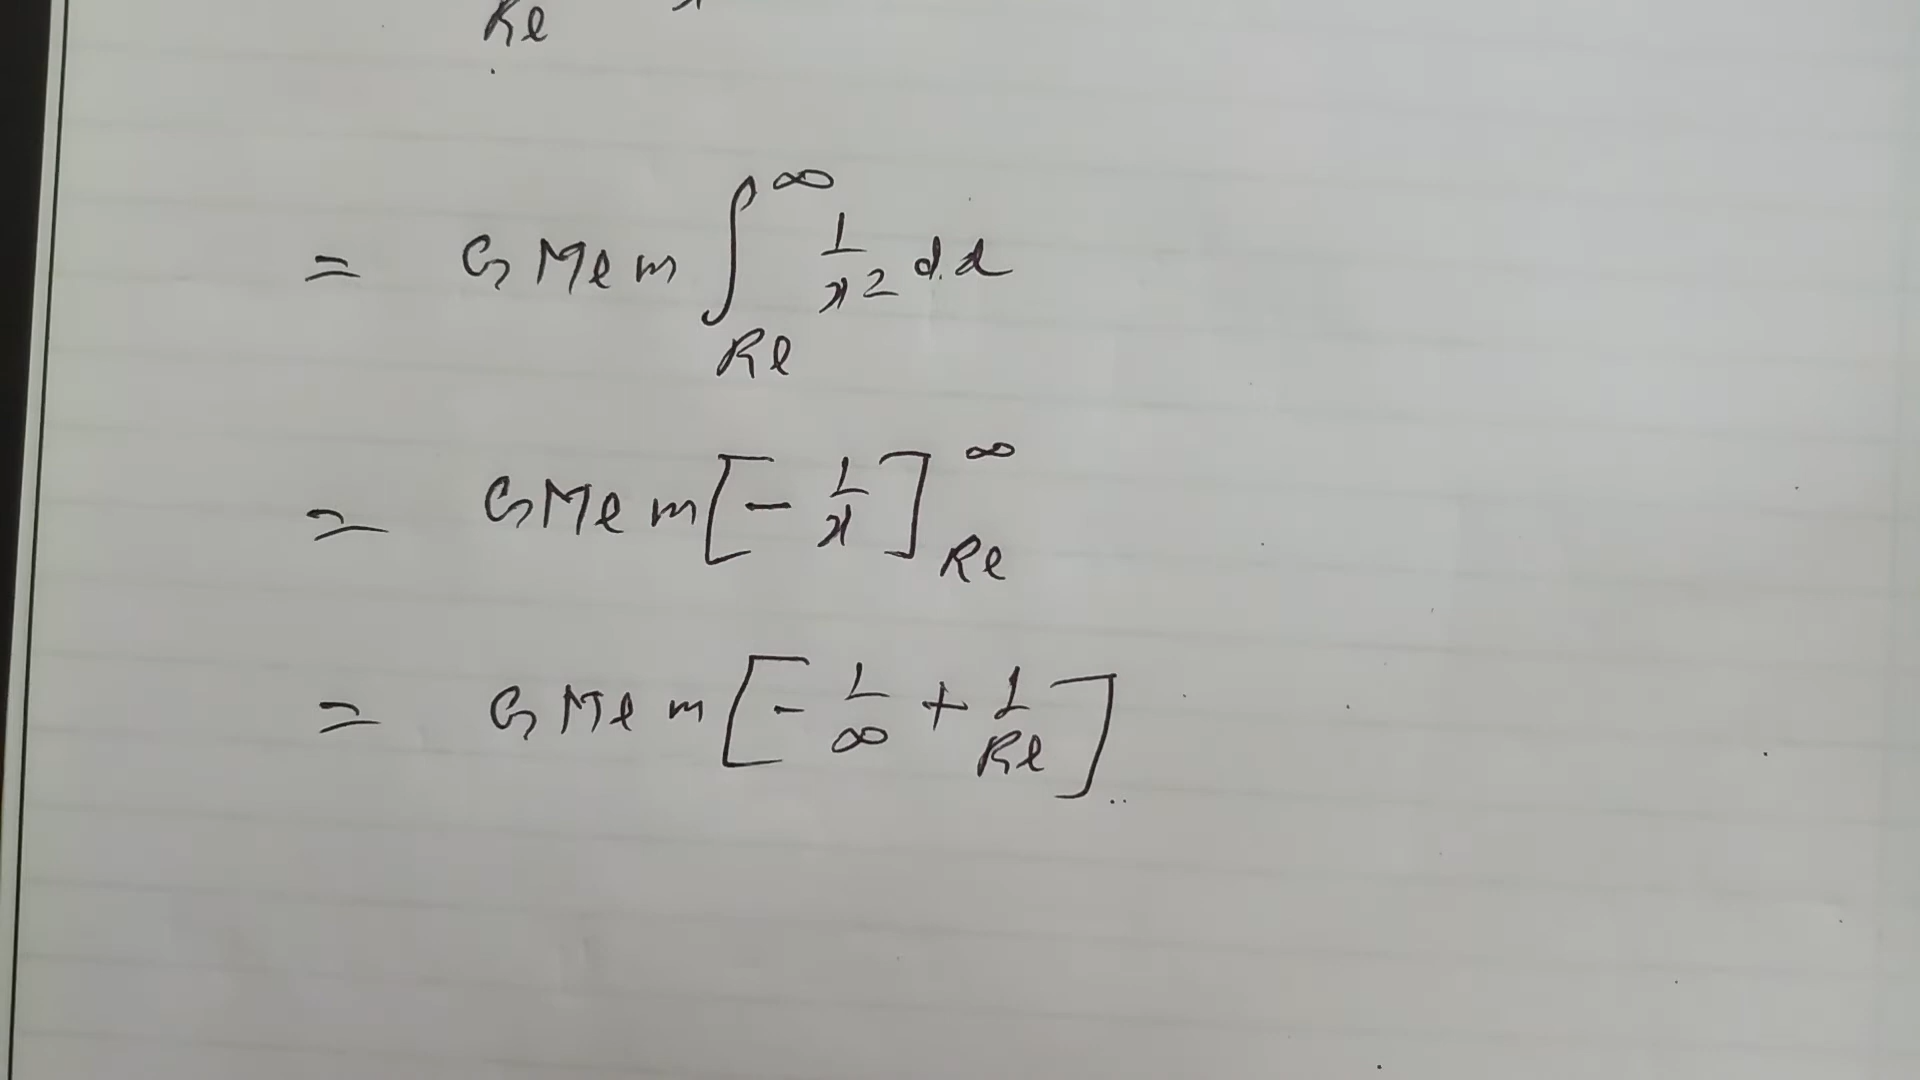 Re
= G Me m ∫_{Re}^{∞} 1/x² dx
= G Me m [- 1/x]_{Re}^{∞}
= G Me m [- 1/∞ + 1/Re]